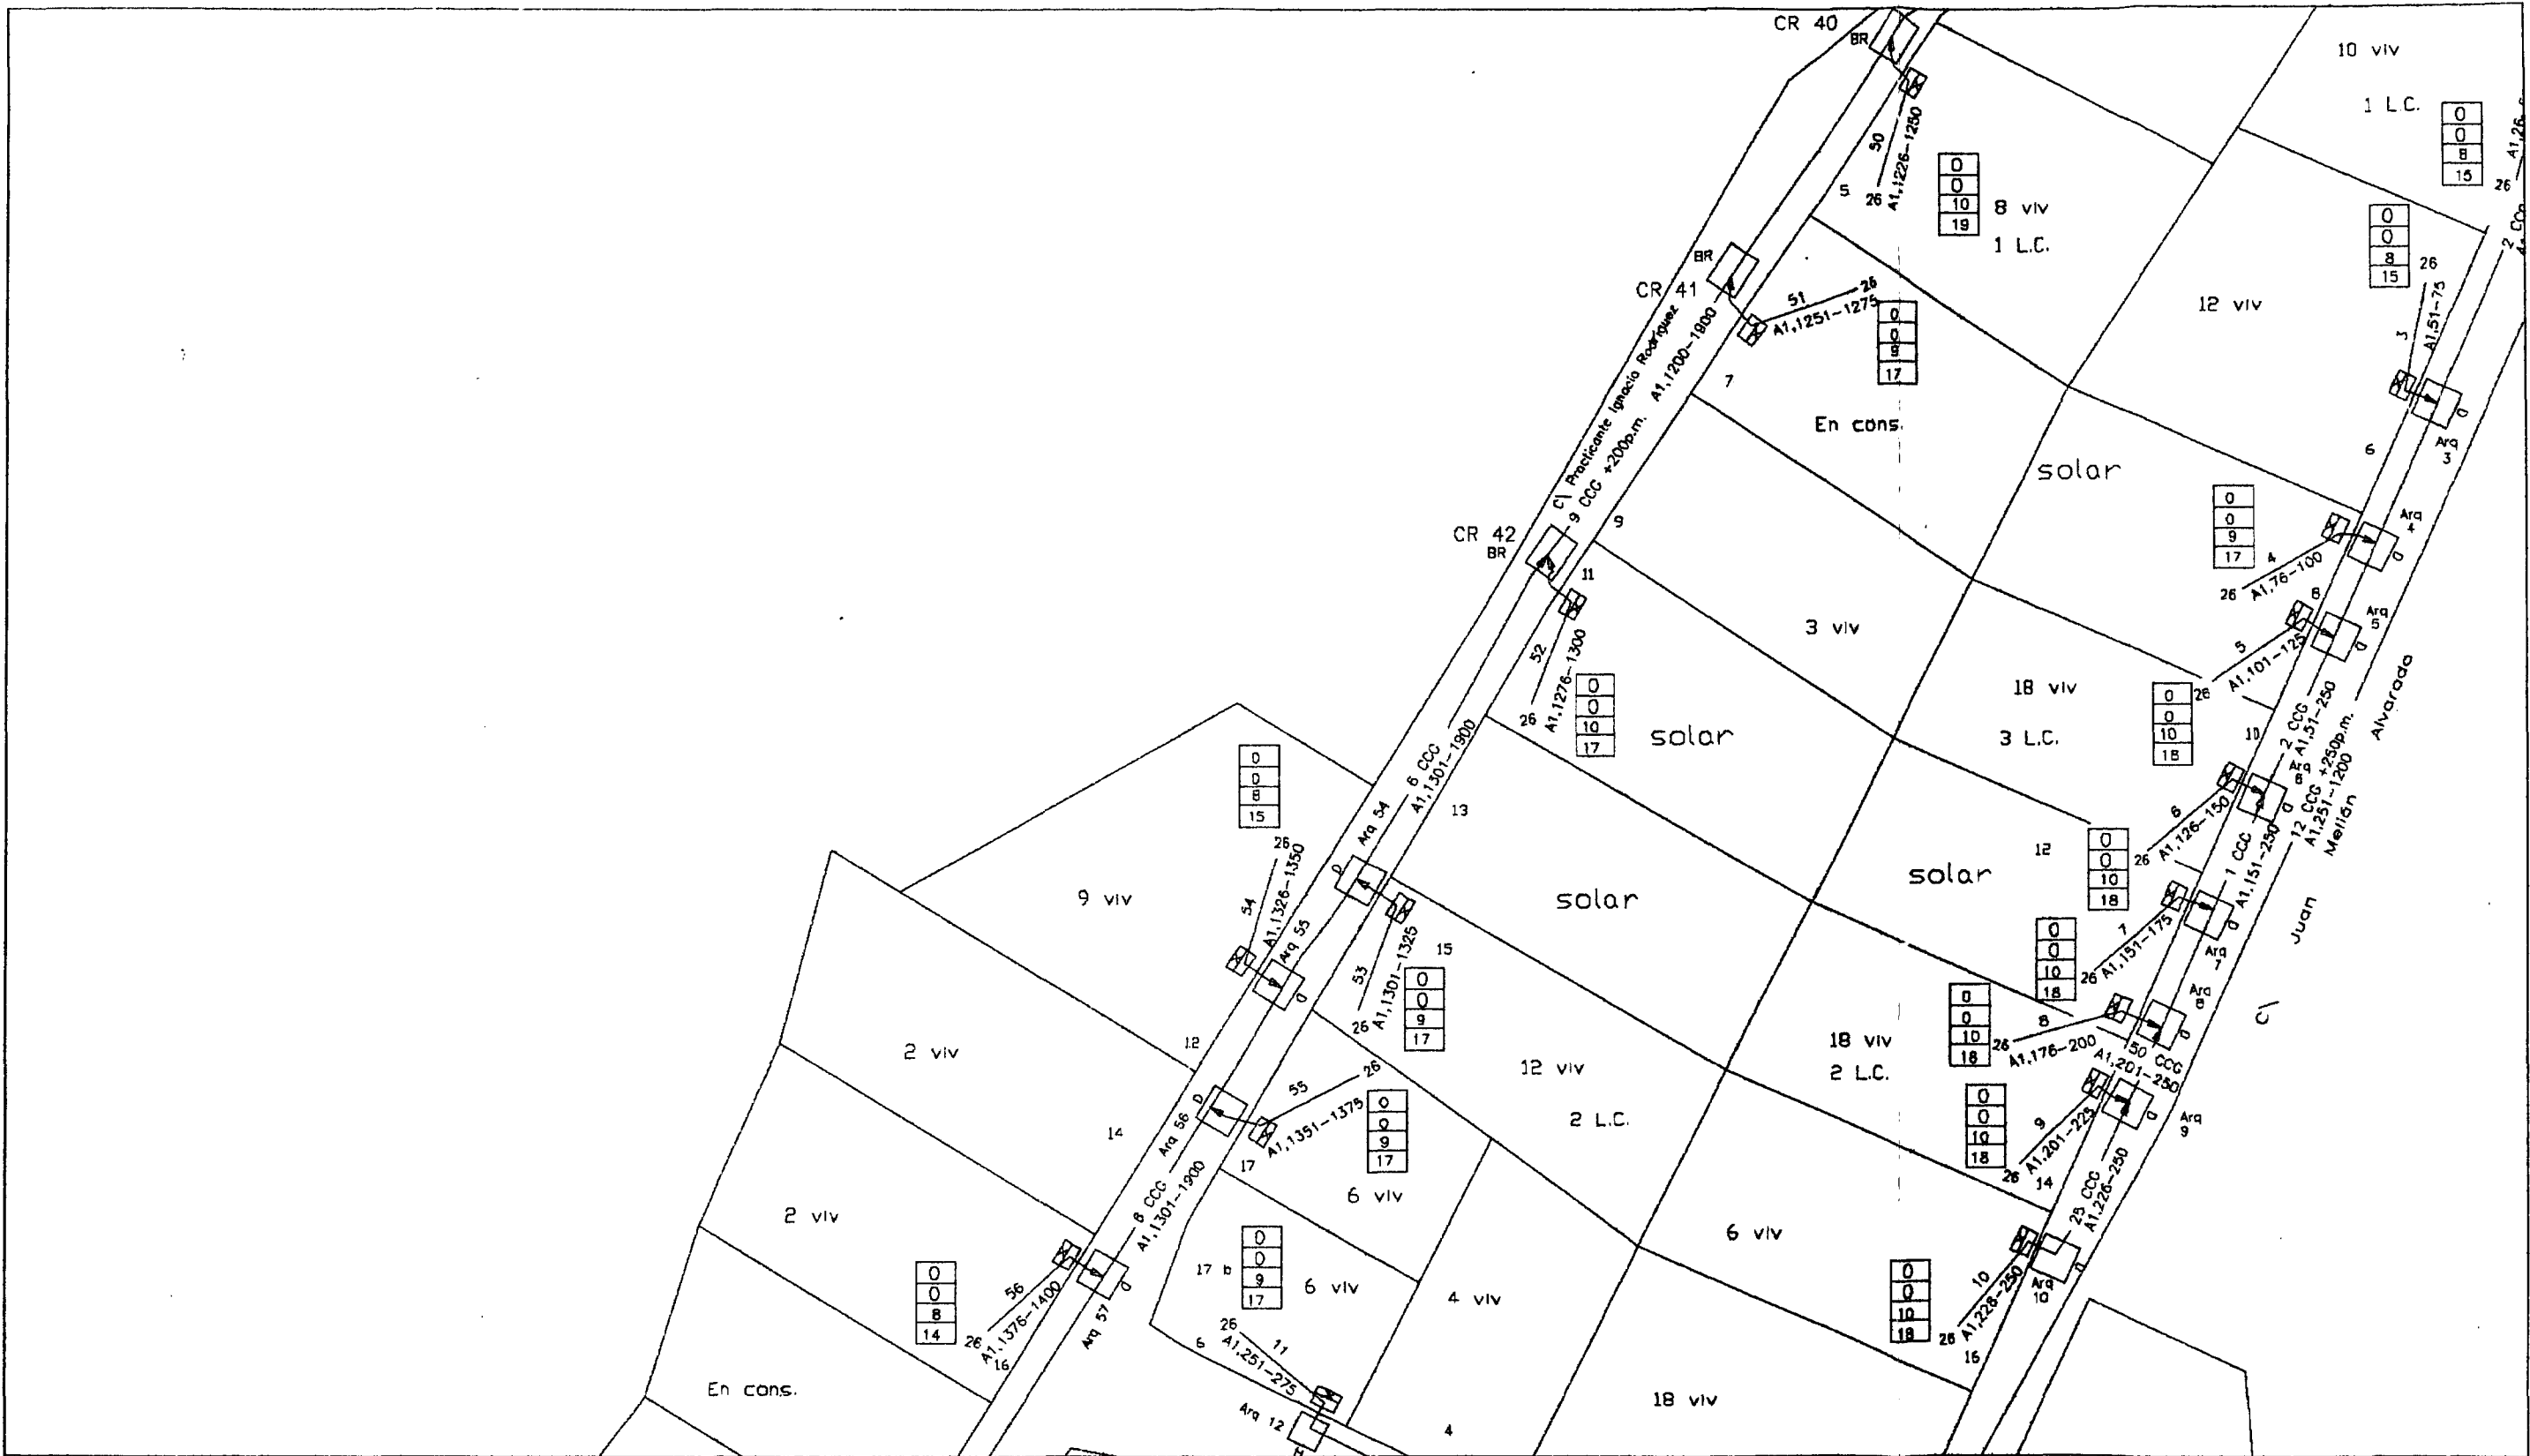 CR 40
BR
10 viv
1 L.C.
0
0
8
15
A1,26
26
2 CCG
50
A1,1226-1250
5
26
0
0
10
19
8 viv
1 L.C.
0
0
8
15
26
BR
CR 41
51
26
A1,1251-1275
0
0
9
17
12 viv
3
A1,51-75
7
C\ Practicante Ignacio Rodríguez
9 CCG +200p.m. A1,1200-1900
En cons.
solar
6
Arq
3
CR 42
BR
9
11
0
0
9
17
Arq
4
4
26 A1,76-100
8
Arq
5
5
26 A1,101-125
52
A1,1276-1300
26
0
0
10
17
3 viv
18 viv
3 L.C.
0
0
10
18
10
2 CCG
A1,51-250
12 CCG +250p.m.
A1,251-1200
C\ Juan Melián Alvarado
solar
0
0
8
15
6 CCG
A1,1301-1900
13
Arq
6
6
26 A1,126-150
1 CCG
A1,151-250
Arq 54
26
54
A1,1326-1350
9 viv
solar
solar
12
0
0
10
18
Arq 55
15
53
A1,1301-1325
26
0
0
9
17
0
0
10
18
7
26 A1,151-175
Arq
7
Arq
8
0
0
10
18
8
26
A1,176-200
50 CCG
A1,201-250
12
2 viv
12 viv
2 L.C.
18 viv
2 L.C.
55
26
A1,1351-1375
0
0
9
17
0
0
10
18
9
26 A1,201-225
Arq
9
14
Arq 56
17
6 viv
14
25 CCG
A1,226-250
2 viv
6 CCG
A1,1301-1900
17 b
0
0
9
17
6 viv
4 viv
6 viv
0
0
8
14
56
26 A1,1376-1400
16
Arq 57
0
0
10
18
10
26 A1,226-250
Arq
10
16
26
11
A1,251-275
6
En cons.
Arq 12
4
18 viv